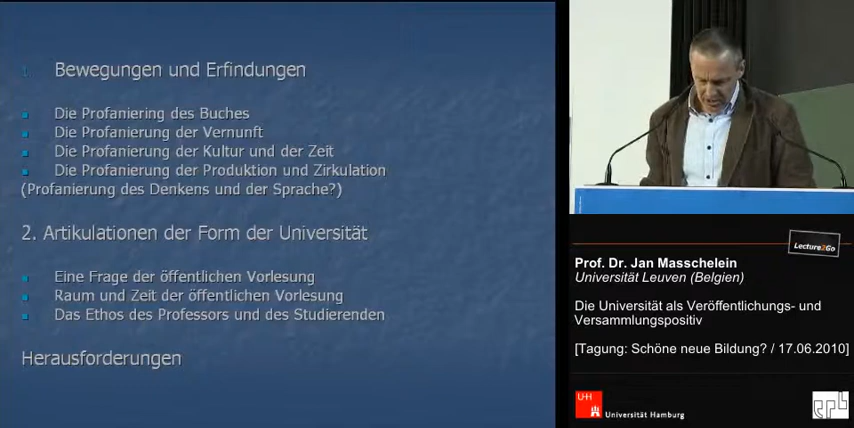 1. Bewegungen und Erfindungen
Die Profaniering des Buches
Die Profanierung der Vernunft
Die Profanierung der Kultur und der Zeit
Die Profanierung der Produktion und Zirkulation
(Profanierung des Denkens und der Sprache?)
2. Artikulationen der Form der Universität
Eine Frage der öffentlichen Vorlesung
Raum und Zeit der öffentlichen Vorlesung
Das Ethos des Professors und des Studierenden
Herausforderungen
Lecture2Go
Prof. Dr. Jan Masschelein
Universität Leuven (Belgien)
Die Universität als Veröffentlichungs- und
Versammlungspositiv
[Tagung: Schöne neue Bildung? / 17.06.2010]
UH
Universität Hamburg
epb